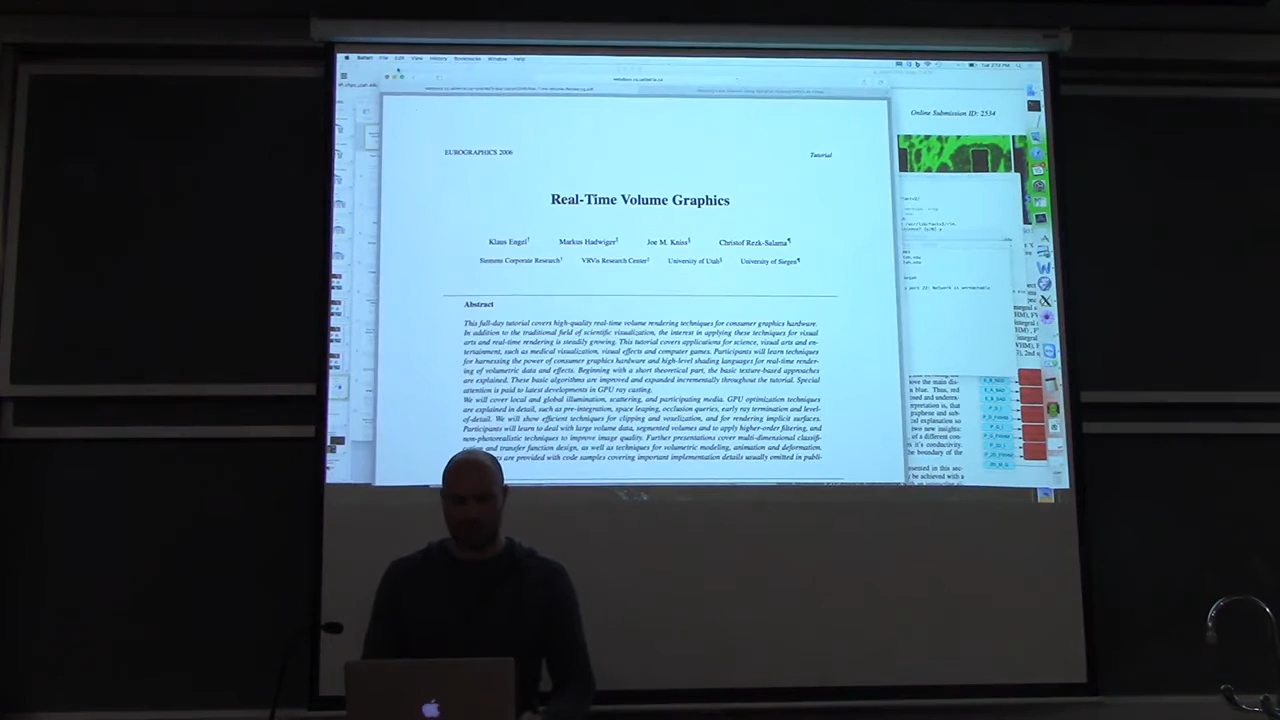 Safari File Edit View History Bookmarks Window Help
Online Submission ID: 2534
EUROGRAPHICS 2006
Tutorial
Real-Time Volume Graphics
Klaus Engel† Markus Hadwiger‡ Joe M. Kniss§ Christof Rezk-Salama¶
Siemens Corporate Research† VRVis Research Center‡ University of Utah§ University of Siegen¶
Abstract
This full-day tutorial covers high-quality real-time volume rendering techniques for consumer graphics hardware.
In addition to the traditional field of scientific visualization, the interest in applying these techniques for visual
arts and real-time rendering is steadily growing. This tutorial covers applications for science, visual arts and en-
tertainment, such as medical visualization, visual effects and computer games. Participants will learn techniques
for harnessing the power of consumer graphics hardware and high-level shading languages for real-time render-
ing of volumetric data and effects. Beginning with a short theoretical part, the basic texture-based approaches
are explained. These basic algorithms are improved and expanded incrementally throughout the tutorial. Special
attention is paid to latest developments in GPU ray casting.
We will cover local and global illumination, scattering, and participating media. GPU optimization techniques
are explained in detail, such as pre-integration, space leaping, occlusion queries, early ray termination and level-
of-detail. We will show efficient techniques for clipping and voxelization, and for rendering implicit surfaces.
Participants will learn to deal with large volume data, segmented volumes and to apply higher-order filtering, and
non-photorealistic techniques to improve image quality. Further presentations cover multi-dimensional classifi-
and transfer function design, as well as techniques for volumetric modeling, animation and deformation.
are provided with code samples covering important implementation details usually omitted in publi-
port 22: Network is unreachable